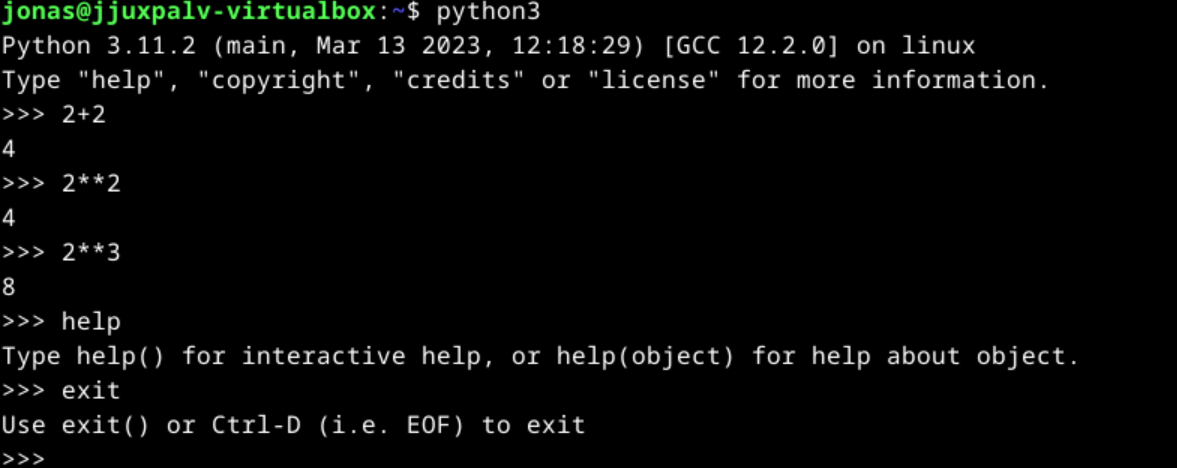 jonas@jjuxpalv-virtualbox:~$ python3
Python 3.11.2 (main, Mar 13 2023, 12:18:29) [GCC 12.2.0] on linux
Type "help", "copyright", "credits" or "license" for more information.
>>> 2+2
4
>>> 2**2
4
>>> 2**3
8
>>> help
Type help() for interactive help, or help(object) for help about object.
>>> exit
Use exit() or Ctrl-D (i.e. EOF) to exit
>>>